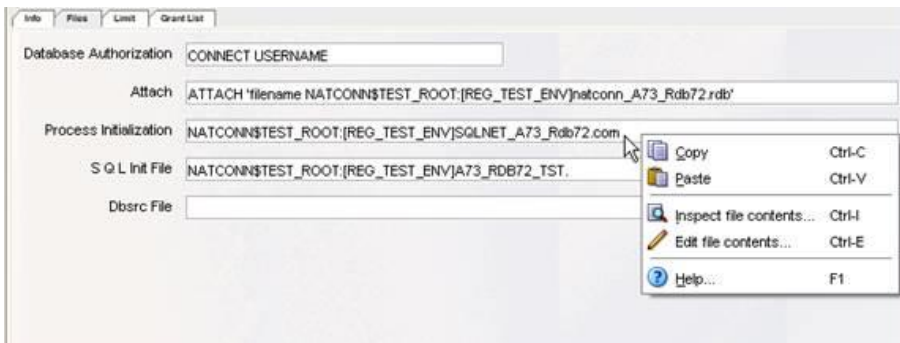 Info Files Limit Grant List
Database Authorization CONNECT USERNAME
Attach ATTACH 'filename NATCONN$TEST_ROOT:[REG_TEST_ENV]natconn_A73_Rdb72.rdb'
Process Initialization NATCONN$TEST_ROOT:[REG_TEST_ENV]SQLNET_A73_Rdb72.com
S Q L Init File NATCONN$TEST_ROOT:[REG_TEST_ENV]A73_RDB72_TST.
Dbsrc File
Copy Ctrl-C
Paste Ctrl-V
Inspect file contents... Ctrl-I
Edit file contents... Ctrl-E
Help... F1